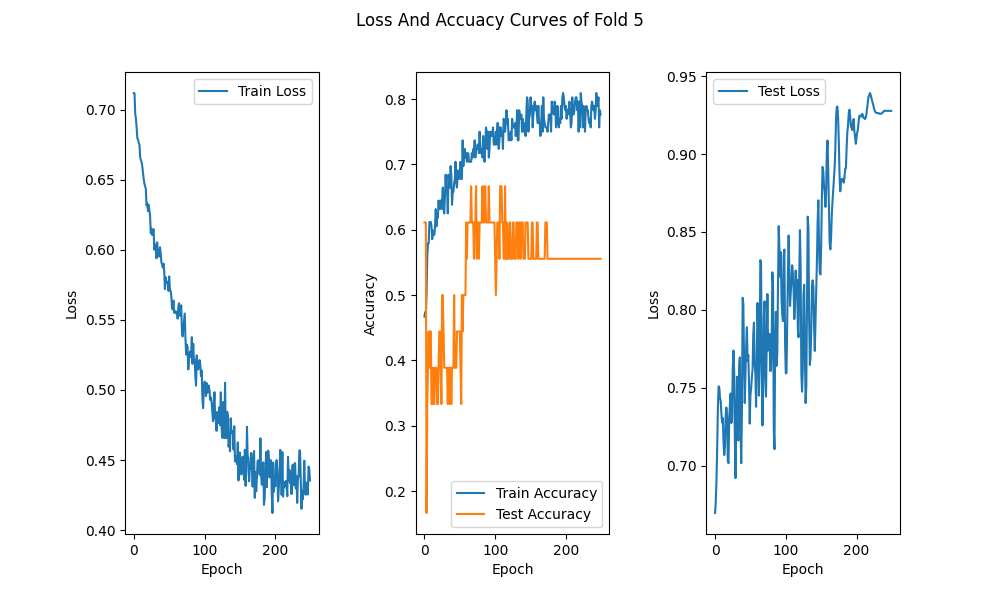 Loss And Accuacy Curves of Fold 5
Train Loss
0.70
0.65
0.60
0.55
0.50
0.45
0.40
Loss
0
100
200
Epoch
0.8
0.7
0.6
0.5
0.4
0.3
0.2
Accuracy
Train Accuracy
Test Accuracy
0
100
200
Epoch
Test Loss
0.95
0.90
0.85
0.80
0.75
0.70
Loss
0
100
200
Epoch